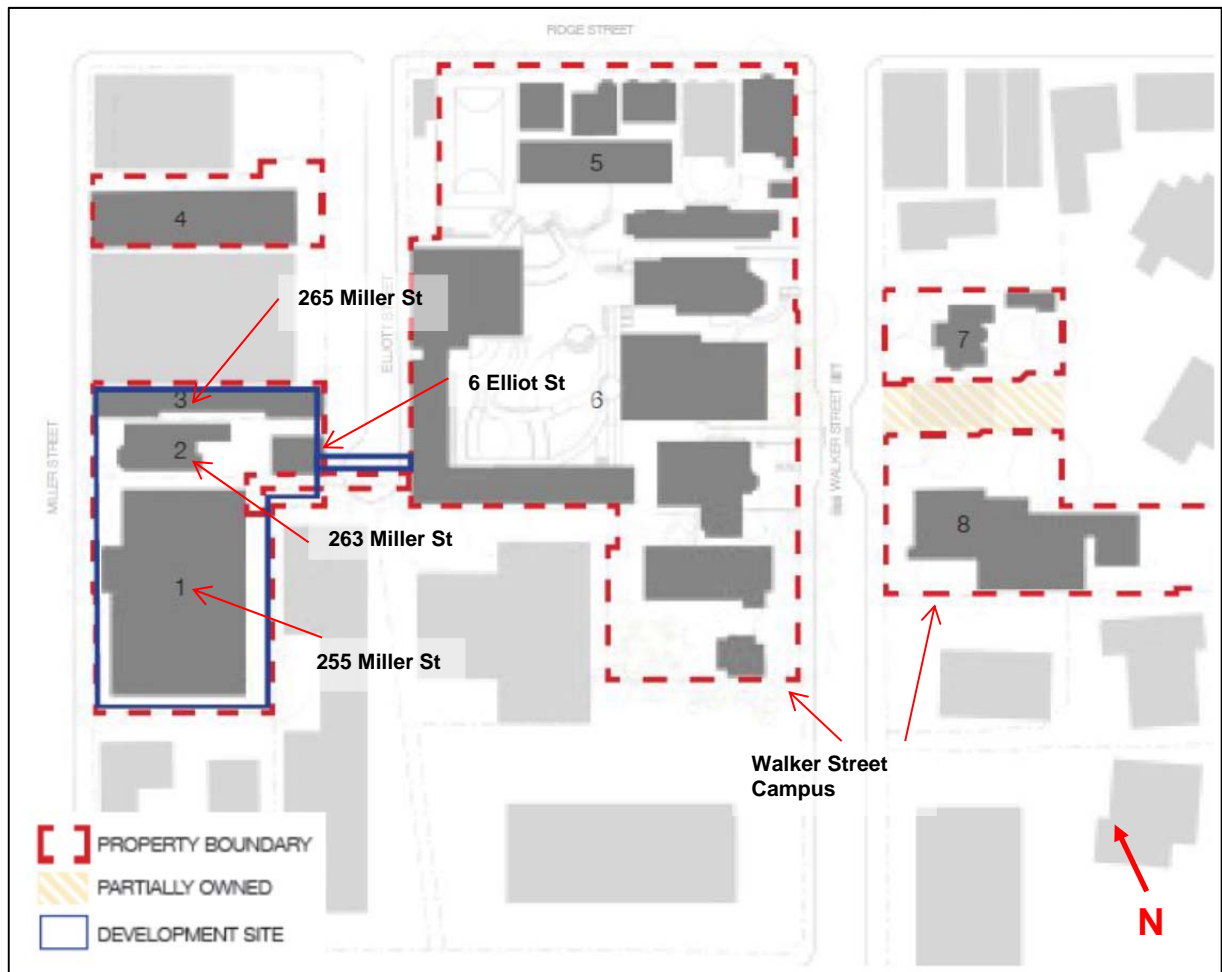 RIDGE STREET
5
4
265 Miller St
ELLIOTT STREET
7
6 Elliot St
3
6
MILLER STREET
2
WALKER STREET
8
263 Miller St
1
255 Miller St
Walker Street
Campus
PROPERTY BOUNDARY
PARTIALLY OWNED
DEVELOPMENT SITE
N